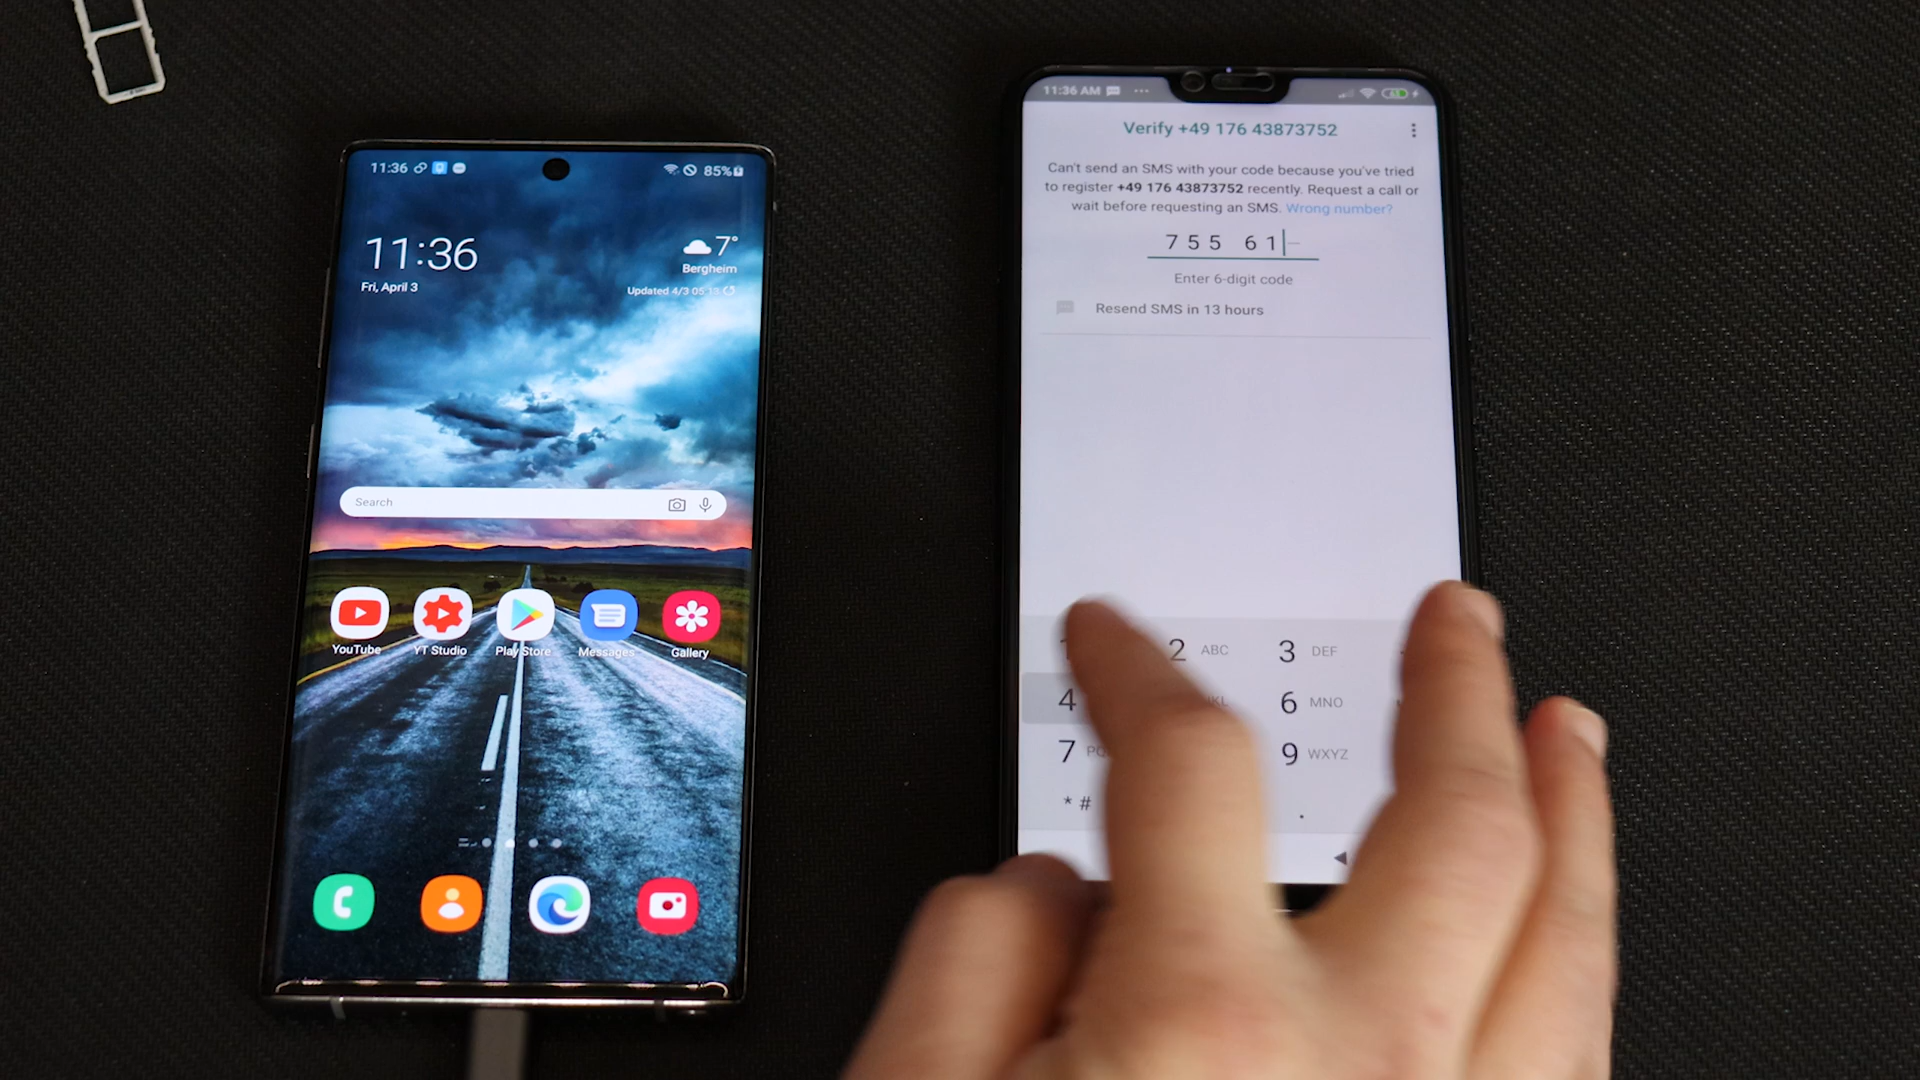 11:36
85%
11:36
Fri, April 3
7°
Bergheim
Updated 4/3 05:13
Search
YouTube
YT Studio
Play Store
Messages
Gallery
11:36 AM
Verify +49 176 43873752
Can't send an SMS with your code because you've tried
to register +49 176 43873752 recently. Request a call or
wait before requesting an SMS. Wrong number?
7 5 5 6 1
Enter 6-digit code
Resend SMS in 13 hours
1
2 ABC
3 DEF
4
6 MNO
7
9 WXYZ
* #
.